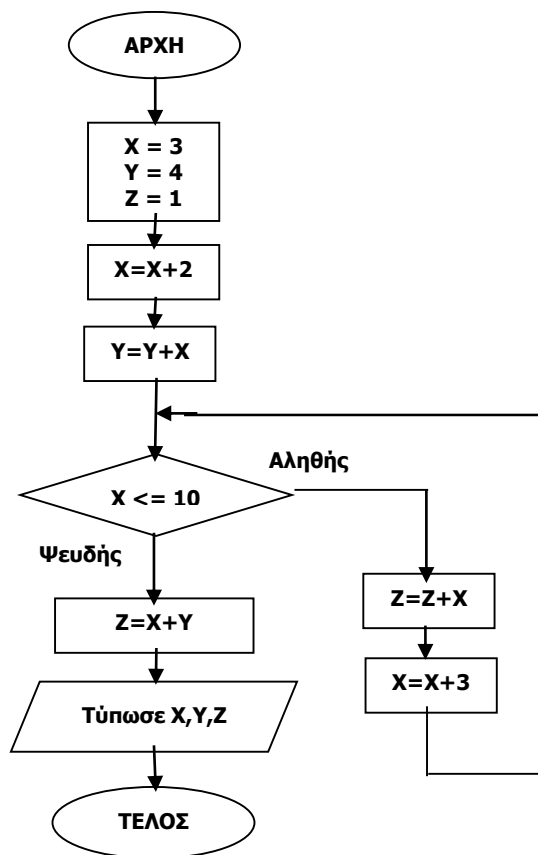 ΑΡΧΗ
X = 3
Y = 4
Z = 1
X=X+2
Y=Y+X
X <= 10
Αληθής
Ψευδής
Z=Z+X
X=X+3
Z=X+Y
Τύπωσε X,Y,Z
ΤΕΛΟΣ